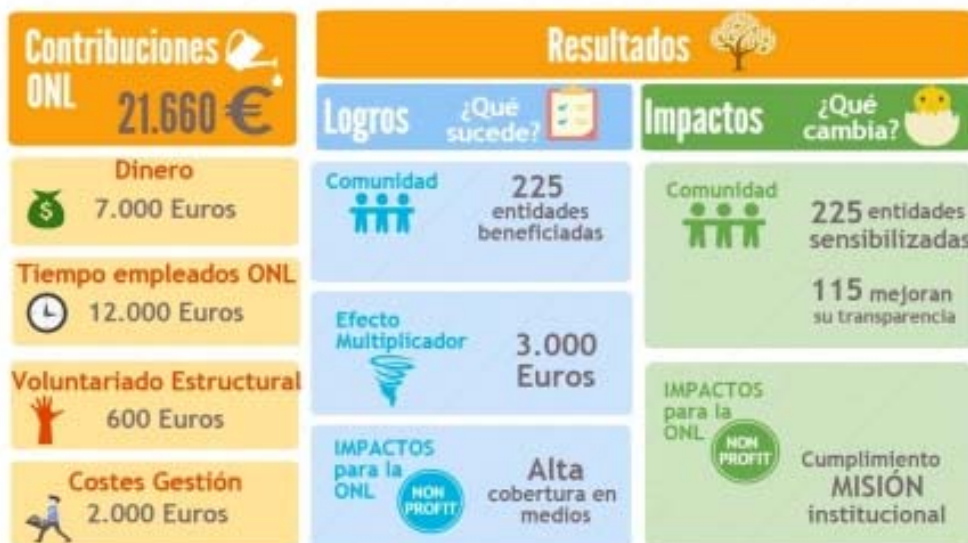 Contribuciones
ONL
21.660 €
Dinero
$
7.000 Euros
Tiempo empleados ONL
12.000 Euros
Voluntariado Estructural
600 Euros
Costes Gestión
2.000 Euros
Resultados
Logros
¿Qué
sucede?
Comunidad
225
entidades
beneficiadas
Efecto
Multiplicador
3.000
Euros
IMPACTOS
para la
ONL
NON
PROFIT
Alta
cobertura en
medios
Impactos
¿Qué
cambia?
Comunidad
225 entidades
sensibilizadas
115 mejoran
su transparencia
IMPACTOS
para la
ONL
NON
PROFIT
Cumplimiento
MISIÓN
institucional